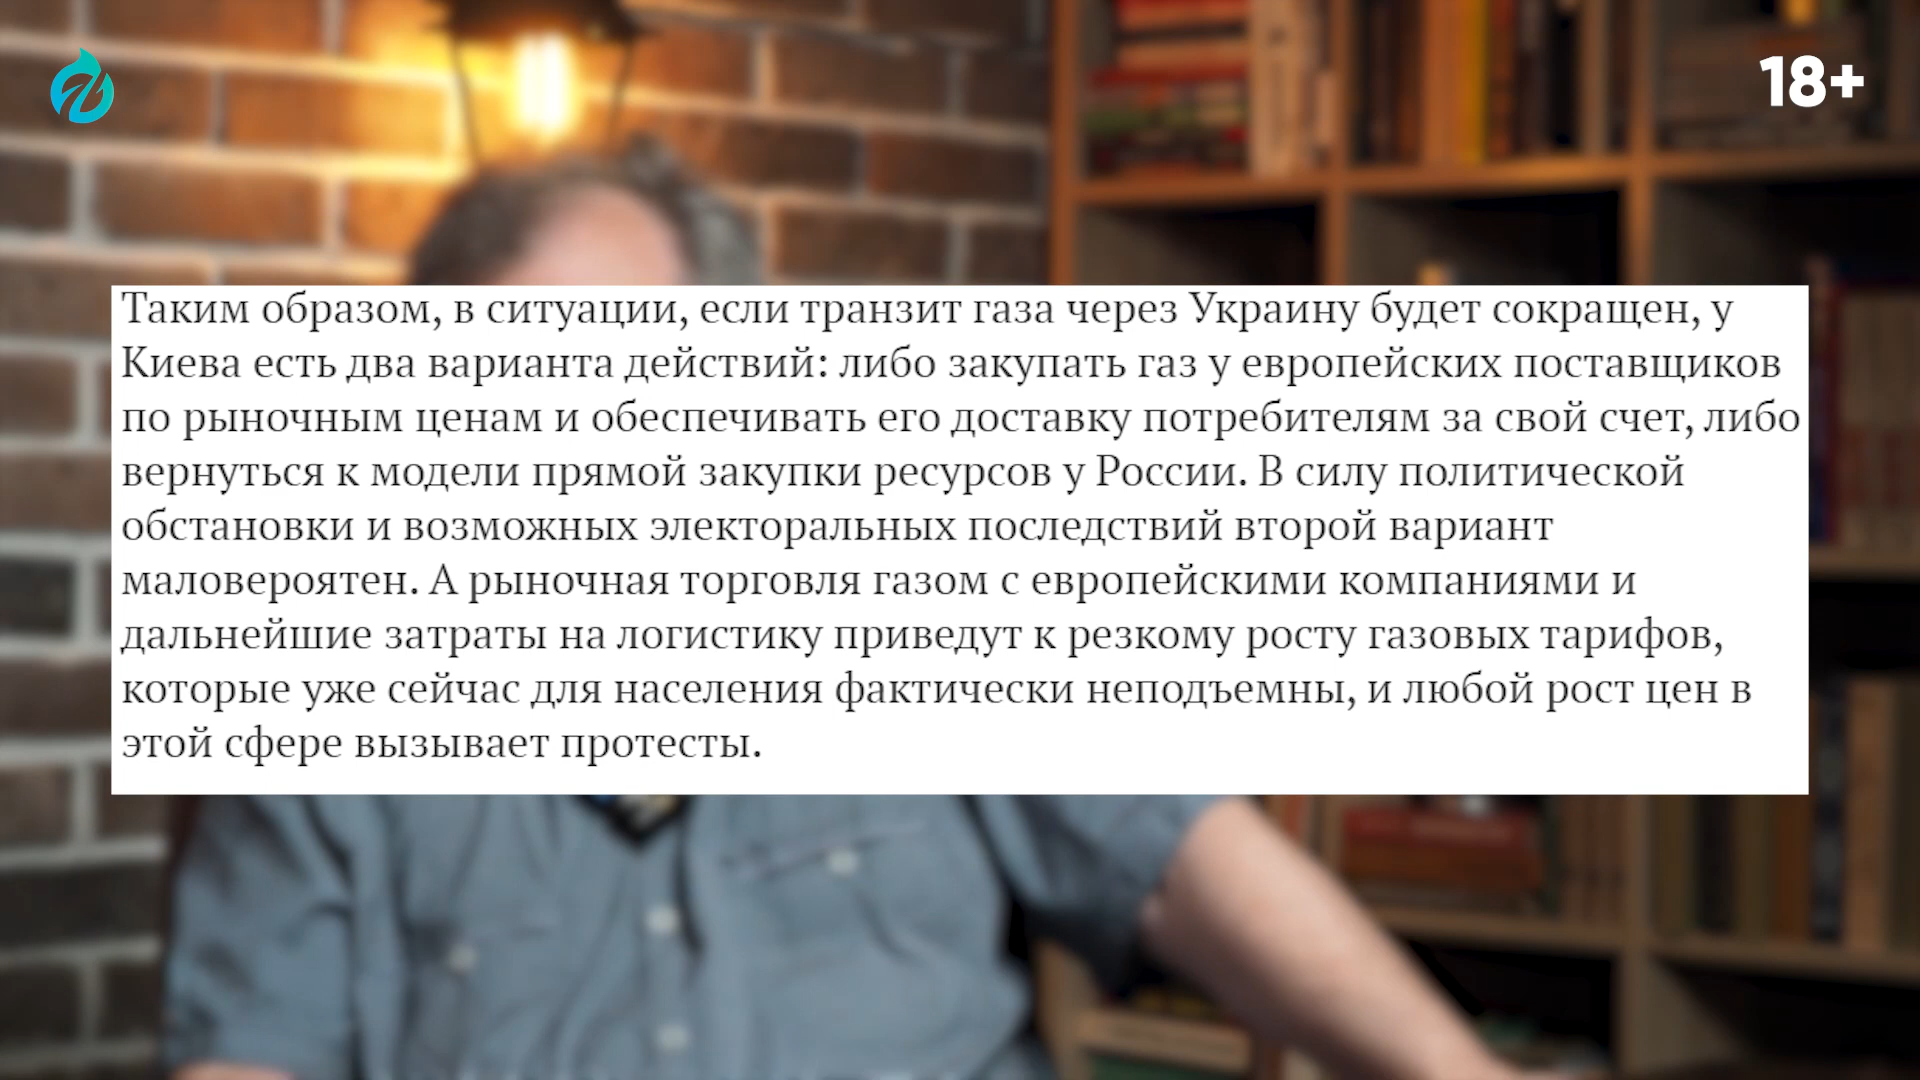 18+
Таким образом, в ситуации, если транзит газа через Украину будет сокращен, у
Киева есть два варианта действий: либо закупать газ у европейских поставщиков
по рыночным ценам и обеспечивать его доставку потребителям за свой счет, либо
вернуться к модели прямой закупки ресурсов у России. В силу политической
обстановки и возможных электоральных последствий второй вариант
маловероятен. А рыночная торговля газом с европейскими компаниями и
дальнейшие затраты на логистику приведут к резкому росту газовых тарифов,
которые уже сейчас для населения фактически неподъемны, и любой рост цен в
этой сфере вызывает протесты.